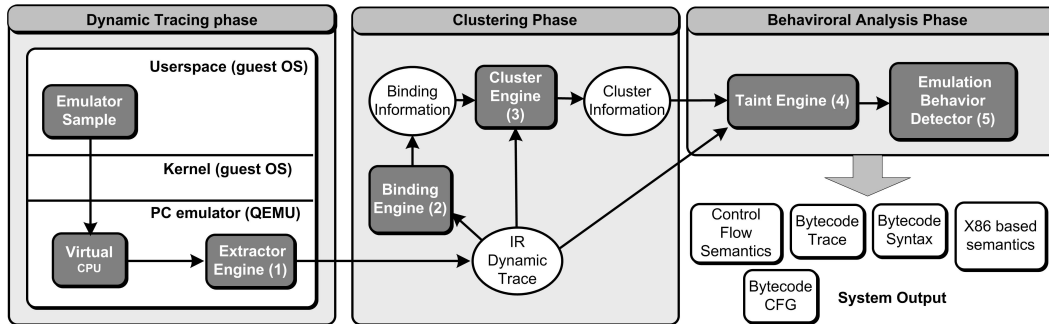 Dynamic Tracing phase
Userspace (guest OS)
Emulator
Sample
Kernel (guest OS)
PC emulator (QEMU)
Virtual
CPU
Extractor
Engine (1)
Clustering Phase
Binding
Information
Cluster
Engine
(3)
Cluster
Information
Binding
Engine (2)
IR
Dynamic
Trace
Behaviroral Analysis Phase
Taint Engine (4)
Emulation
Behavior
Detector (5)
Control
Flow
Semantics
Bytecode
Trace
Bytecode
Syntax
X86 based
semantics
Bytecode
CFG
System Output